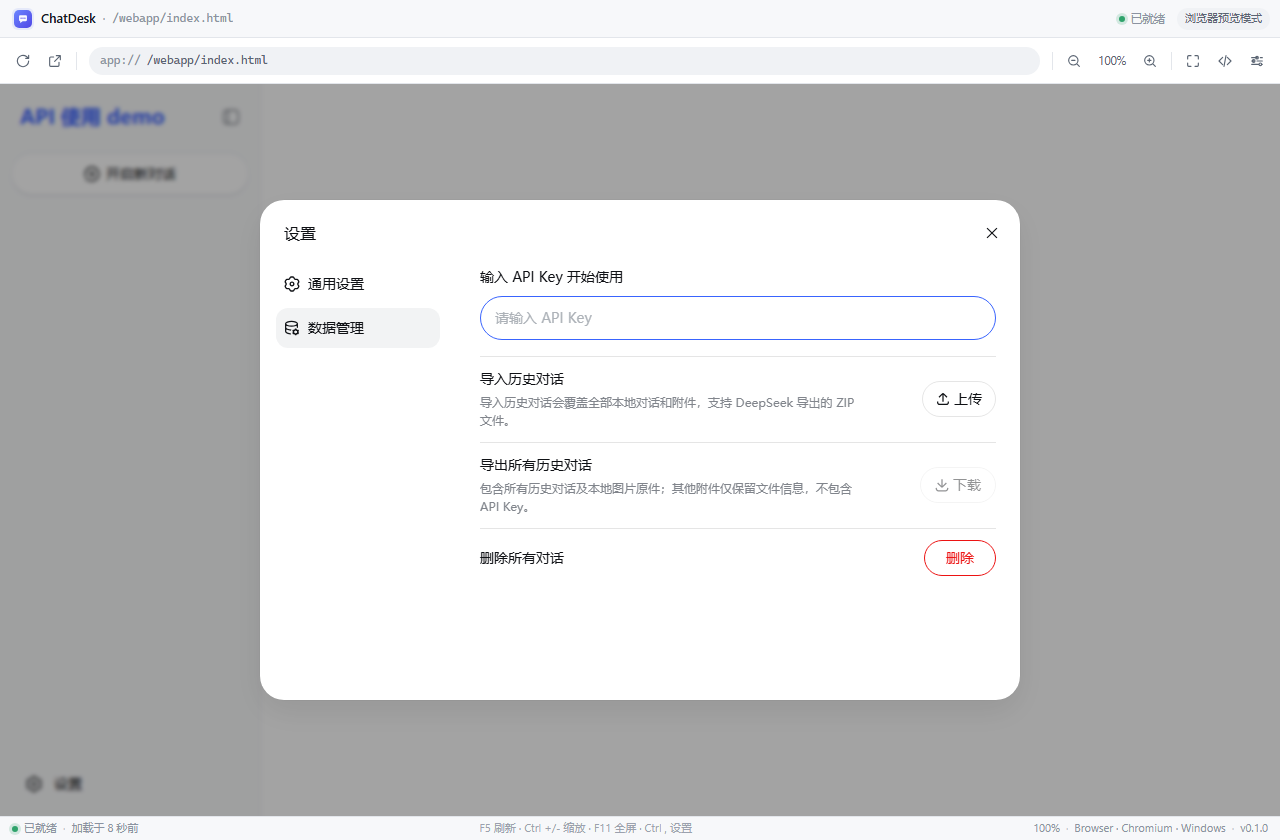 ChatDesk · /webapp/index.html
已就绪
浏览器预览模式
app:// /webapp/index.html
100%
API 使用 demo
开启新对话
设置
通用设置
数据管理
输入 API Key 开始使用
请输入 API Key
导入历史对话
导入历史对话会覆盖全部本地对话和附件，支持 DeepSeek 导出的 ZIP
文件。
上传
导出所有历史对话
包含所有历史对话及本地图片原件；其他附件仅保留文件信息，不包含
API Key。
下载
删除所有对话
删除
设置
已就绪 · 加载于 8 秒前
F5 刷新 · Ctrl +/- 缩放 · F11 全屏 · Ctrl , 设置
100% · Browser · Chromium · Windows · v0.1.0